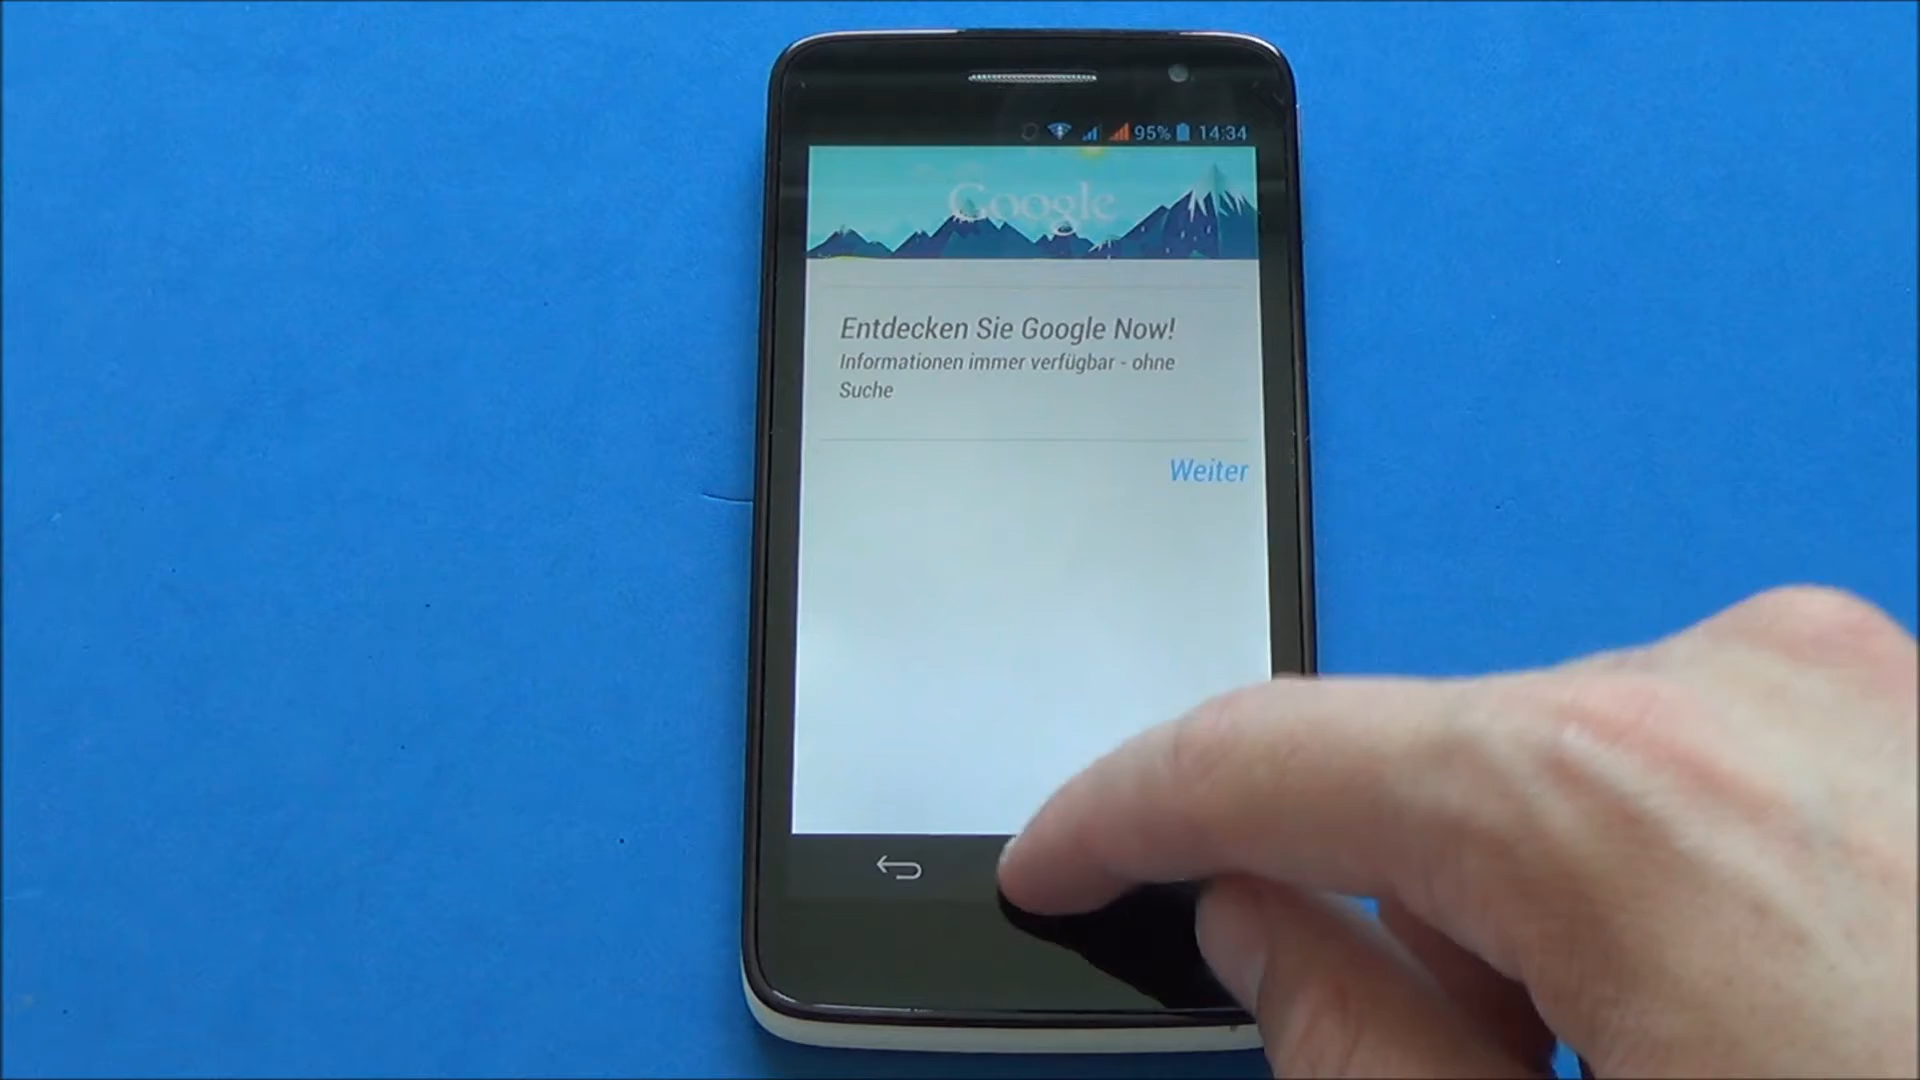 95% 14:34
Google
Entdecken Sie Google Now!
Informationen immer verfügbar - ohne
Suche
Weiter